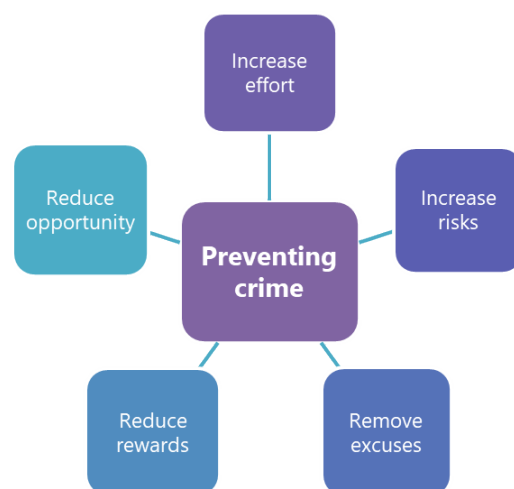 Increase
effort
Reduce
opportunity
Increase
risks
Preventing
crime
Reduce
rewards
Remove
excuses